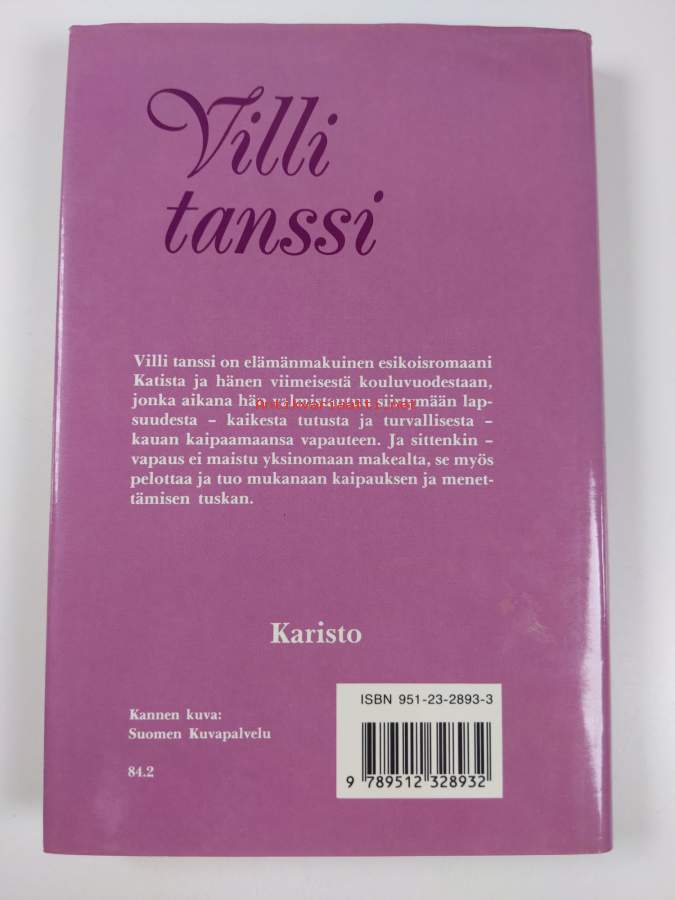 Villi
tanssi
Villi tanssi on elämänmakuinen esikoisromaani
Katista ja hänen viimeisestä kouluvuodestaan,
jonka aikana hän valmistautuu siirtymään lap-
suudesta – kaikesta tutusta ja turvallisesta –
kauan kaipaamaansa vapauteen. Ja sittenkin –
vapaus ei maistu yksinomaan makealta, se myös
pelottaa ja tuo mukanaan kaipauksen ja menet-
tämisen tuskan.
Karisto
ISBN 951-23-2893-3
Kannen kuva:
Suomen Kuvapalvelu
84.2
9 789512 328932